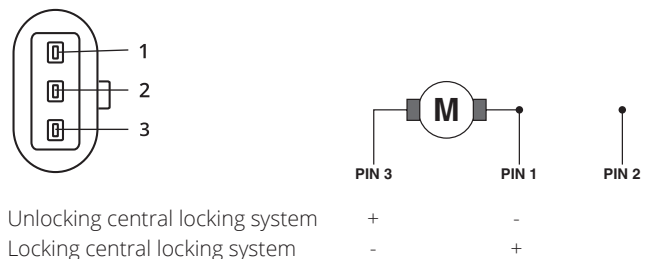 1
2
3
M
PIN 3 PIN 1 PIN 2
Unlocking central locking system + -
Locking central locking system - +